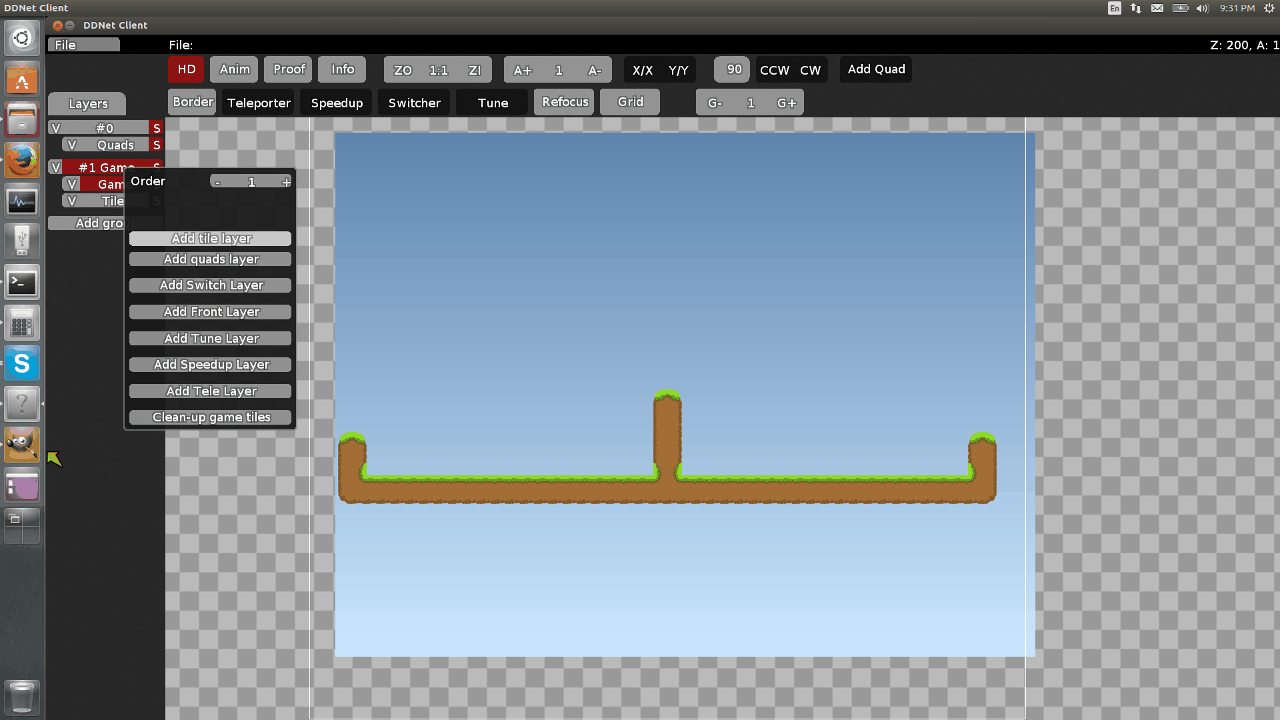 DDNet Client
En
9:31 PM
DDNet Client
File
File:
Z: 200, A: 1
HD Anim Proof Info ZO 1:1 ZI A+ 1 A- X/X Y/Y 90 CCW CW Add Quad
Layers
Border Teleporter Speedup Switcher Tune Refocus Grid G- 1 G+
V #0 S
V Quads S
V #1 Game S
V Gam
V Tile S
Add gro
Order - 1 +
Add tile layer
Add quads layer
Add Switch Layer
Add Front Layer
Add Tune Layer
Add Speedup Layer
Add Tele Layer
Clean-up game tiles